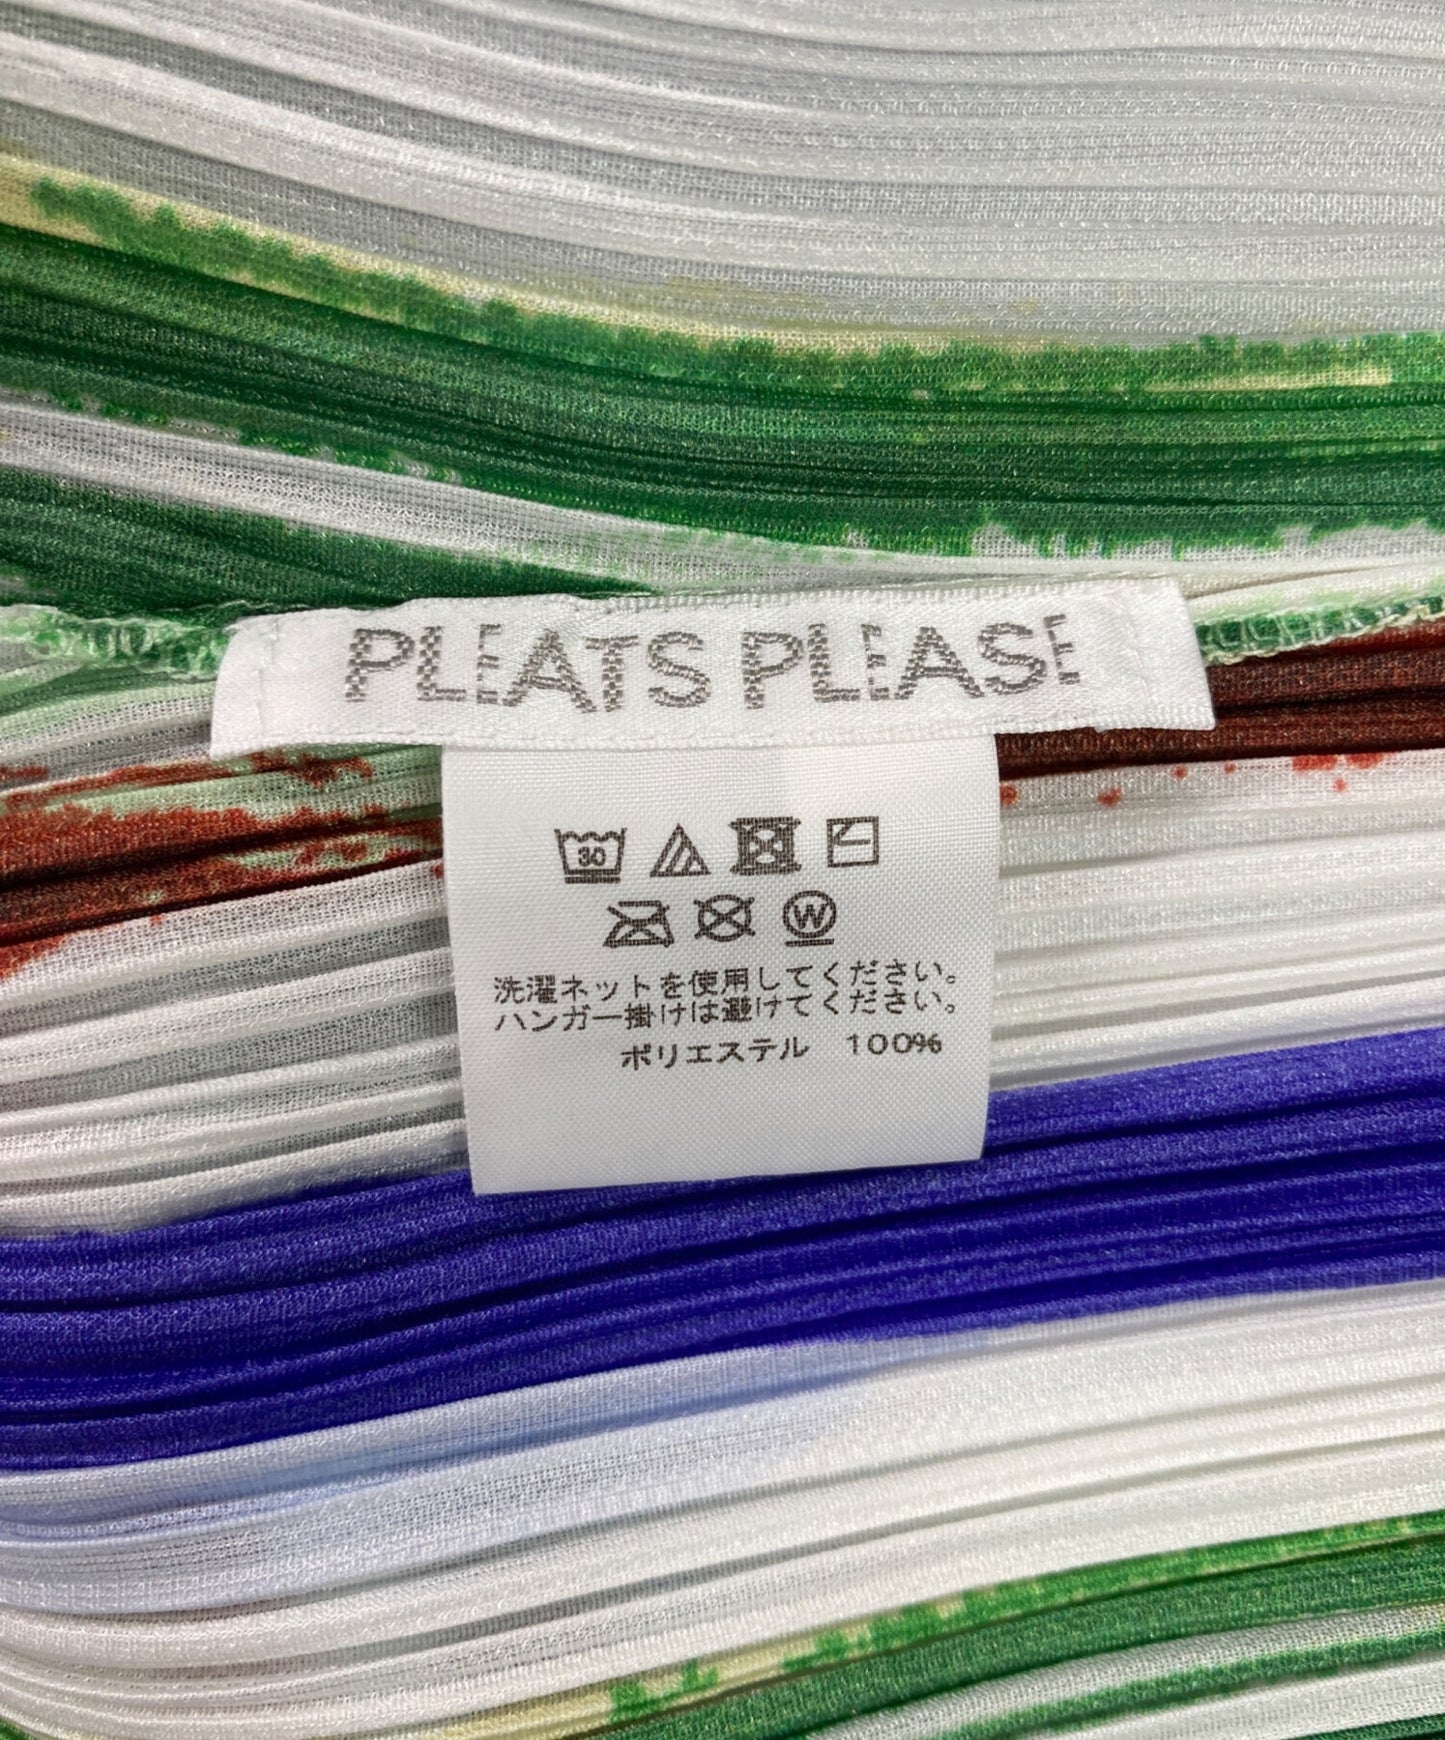 PLEATS PLEASE
30
W
洗濯ネットを使用してください。
ハンガー掛けは避けてください。
ポリエステル 100%